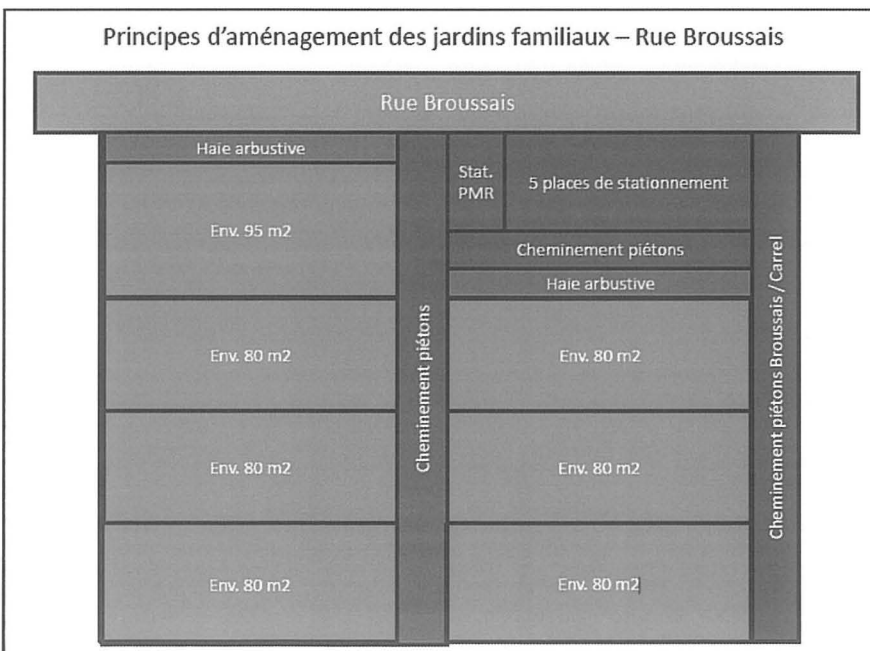 Principes d'aménagement des jardins familiaux – Rue Broussais
Rue Broussais
Haie arbustive
Env. 95 m2
Env. 80 m2
Env. 80 m2
Env. 80 m2
Cheminement piétons
Stat.
PMR
5 places de stationnement
Cheminement piétons
Haie arbustive
Env. 80 m2
Env. 80 m2
Env. 80 m2
Cheminement piétons Broussais / Carrel